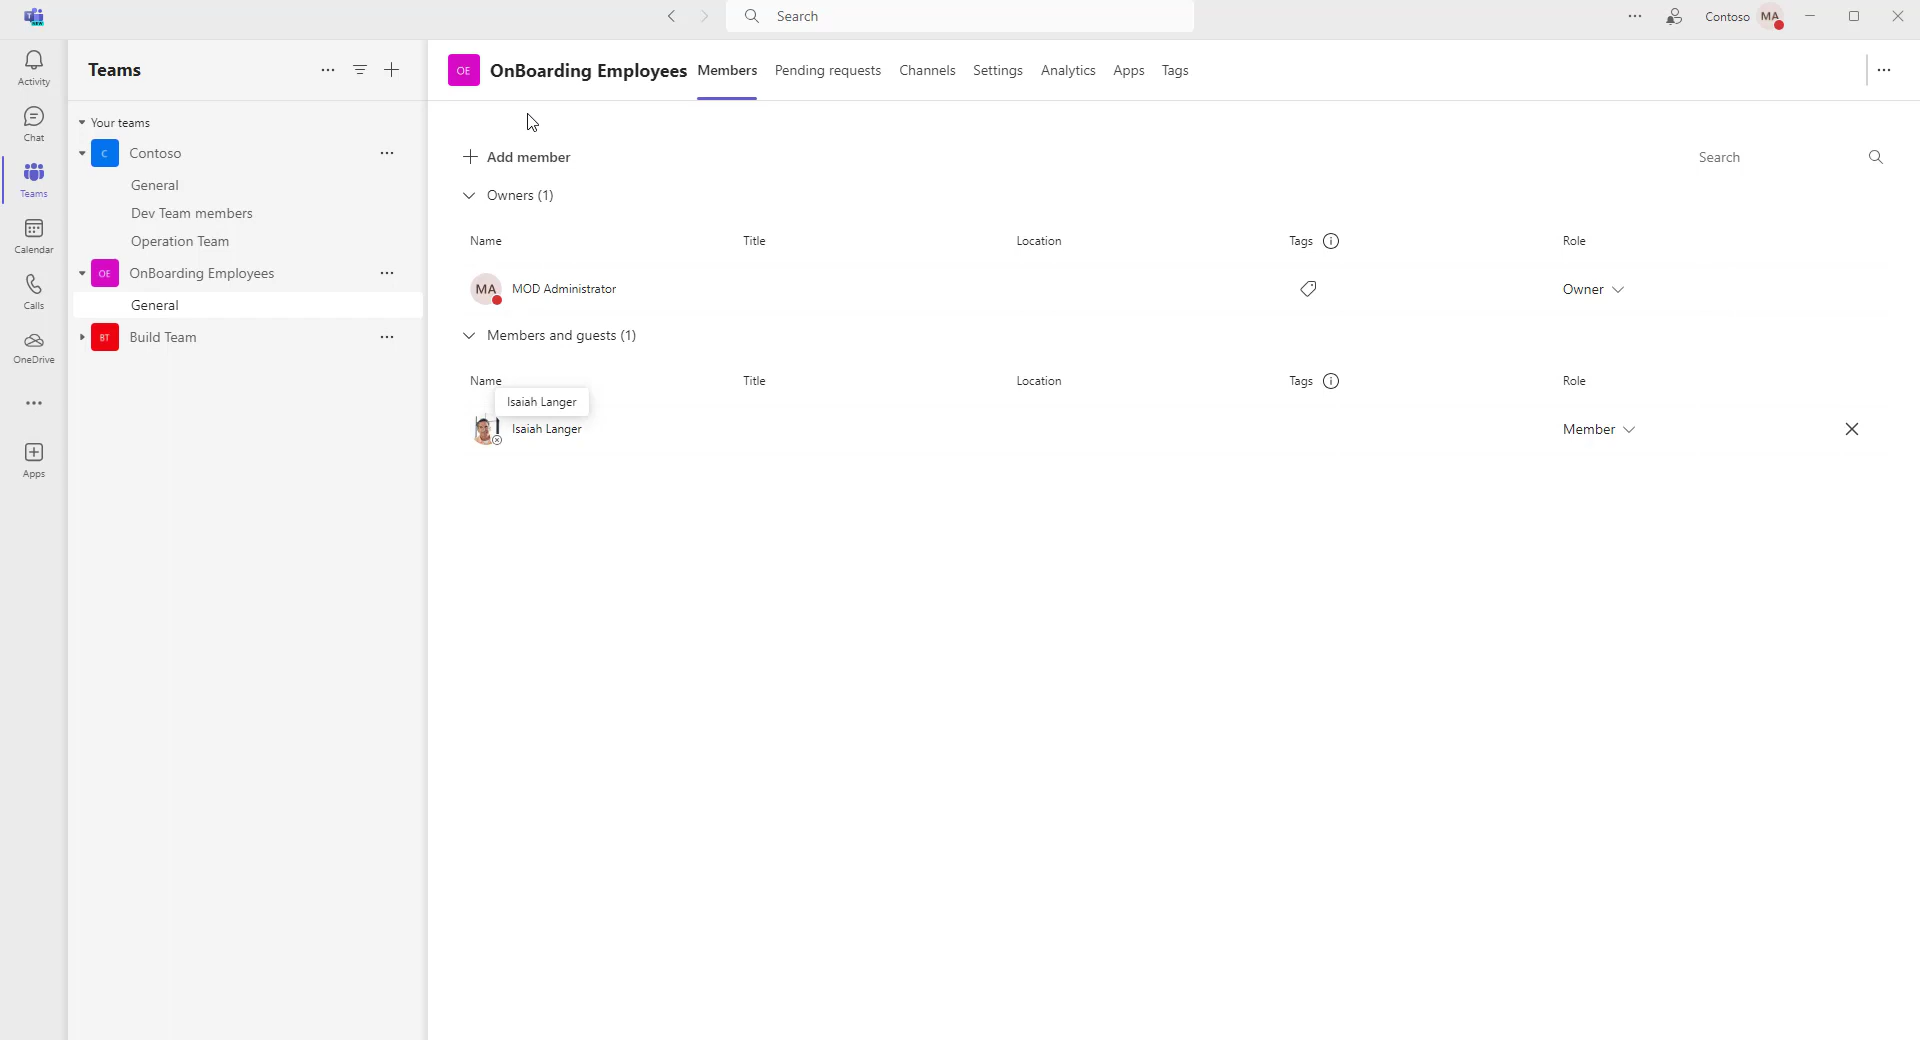 Search
Contoso MA
Activity
Chat
Teams
Calendar
Calls
OneDrive
Apps
Teams
Your teams
C Contoso
General
Dev Team members
Operation Team
OE OnBoarding Employees
General
BT Build Team
OE OnBoarding Employees Members Pending requests Channels Settings Analytics Apps Tags
Add member
Search
Owners (1)
Name Title Location Tags Role
MA MOD Administrator Owner
Members and guests (1)
Name Title Location Tags Role
Isaiah Langer
Isaiah Langer Member